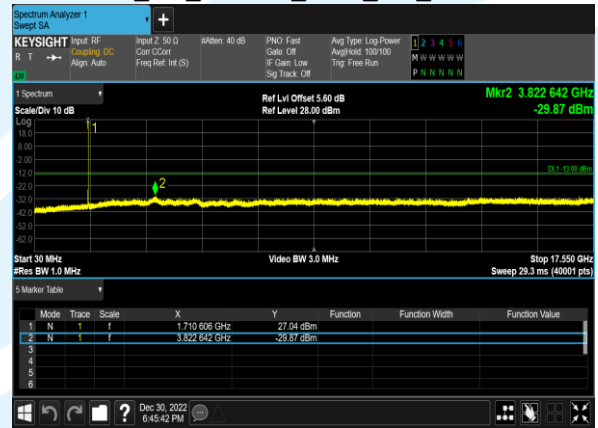 Spectrum Analyzer 1
Swept SA
KEYSIGHT Input: RF Input Z: 50 Ω #Atten: 40 dB PNO: Fast Avg Type: Log-Power 1 2 3 4 5 6
R T Coupling: DC Corr CCorr Gate: Off Avg|Hold: 100/100 M W W W W W
Align: Auto Freq Ref: Int (S) IF Gain: Low Trig: Free Run P N N N N N
LXI Sig Track: Off
1 Spectrum Ref Lvl Offset 5.60 dB Mkr2 3.822 642 GHz
Scale/Div 10 dB Ref Level 28.00 dBm -29.87 dBm
Log
1
18.0
8.00
-2.00
DL1 -13.00 dBm
-12.0
2
-22.0
-32.0
-42.0
-52.0
-62.0
Start 30 MHz Video BW 3.0 MHz Stop 17.550 GHz
#Res BW 1.0 MHz Sweep 29.3 ms (40001 pts)
5 Marker Table
Mode Trace Scale X Y Function Function Width Function Value
1 N 1 f 1.710 606 GHz 27.04 dBm
2 N 1 f 3.822 642 GHz -29.87 dBm
3
4
5
6
? Dec 30, 2022
6:45:42 PM